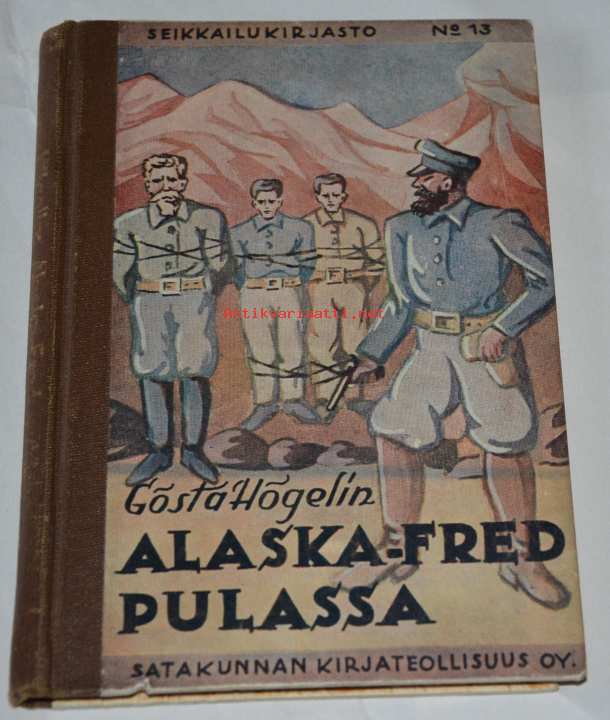 SEIKKAILUKIRJASTO No 13
Antikvariaatti.net
Gösta Högelin
ALASKA-FRED
PULASSA
SATAKUNNAN KIRJATEOLLISUUS OY.